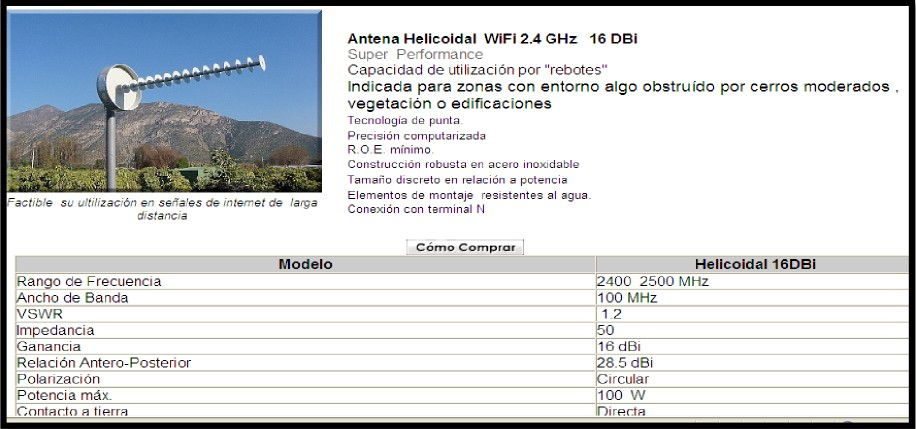 Antena Helicoidal WiFi 2.4 GHz 16 DBi
Super Performance
Capacidad de utilización por "rebotes"
Indicada para zonas con entorno algo obstruído por cerros moderados ,
vegetación o edificaciones
Tecnología de punta.
Precisión computarizada
R.O.E. mínimo.
Construcción robusta en acero inoxidable
Tamaño discreto en relación a potencia
Elementos de montaje resistentes al agua.
Conexión con terminal N
Factible su ultilización en señales de internet de larga
distancia
Cómo Comprar
Modelo Helicoidal 16DBi
Rango de Frecuencia 2400 2500 MHz
Ancho de Banda 100 MHz
VSWR 1.2
Impedancia 50
Ganancia 16 dBi
Relación Antero-Posterior 28.5 dBi
Polarización Circular
Potencia máx. 100 W
Contacto a tierra Directa